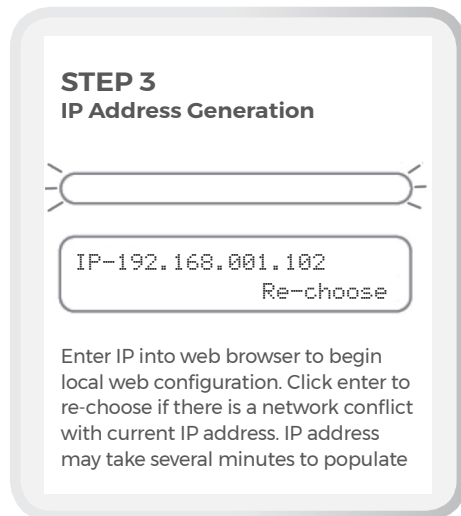 STEP 3
IP Address Generation
IP-192.168.001.102
Re-choose
Enter IP into web browser to begin
local web configuration. Click enter to
re-choose if there is a network conflict
with current IP address. IP address
may take several minutes to populate